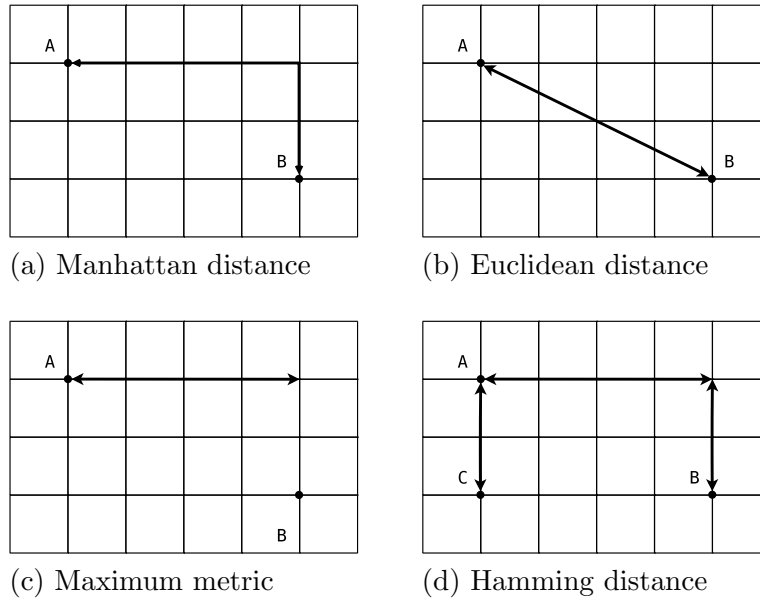 A
B
(a) Manhattan distance
A
B
(b) Euclidean distance
A
B
(c) Maximum metric
A
C
B
(d) Hamming distance